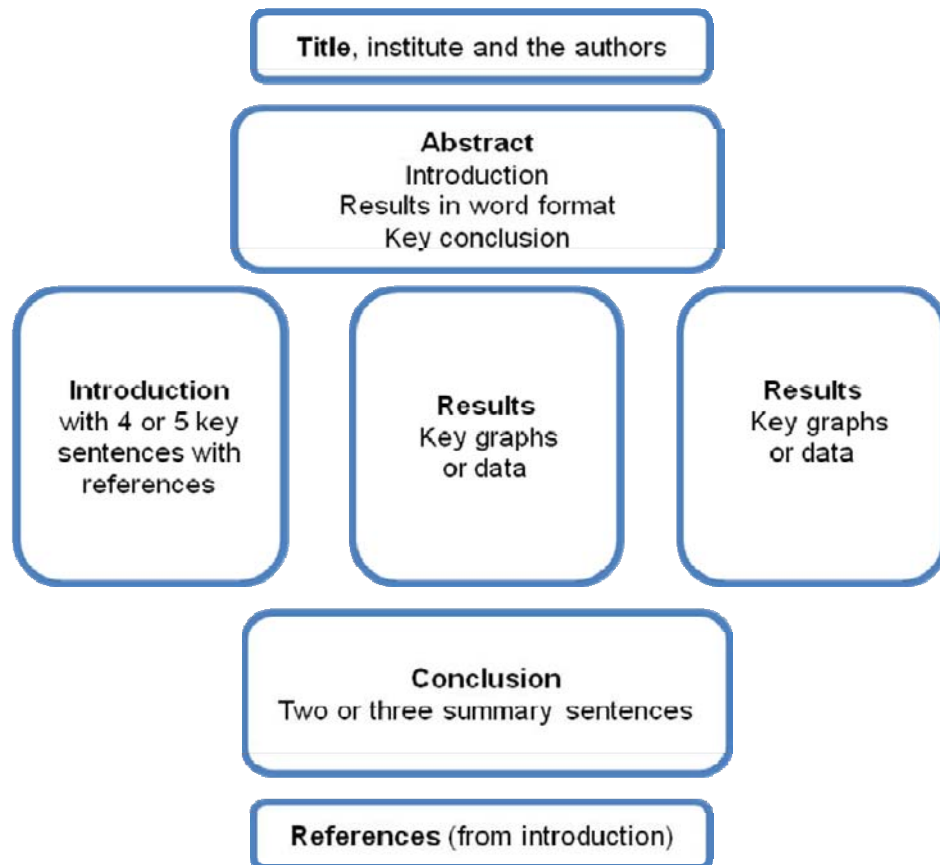 Title, institute and the authors
Abstract
Introduction
Results in word format
Key conclusion
Introduction
with 4 or 5 key
sentences with
references
Results
Key graphs
or data
Results
Key graphs
or data
Conclusion
Two or three summary sentences
References (from introduction)